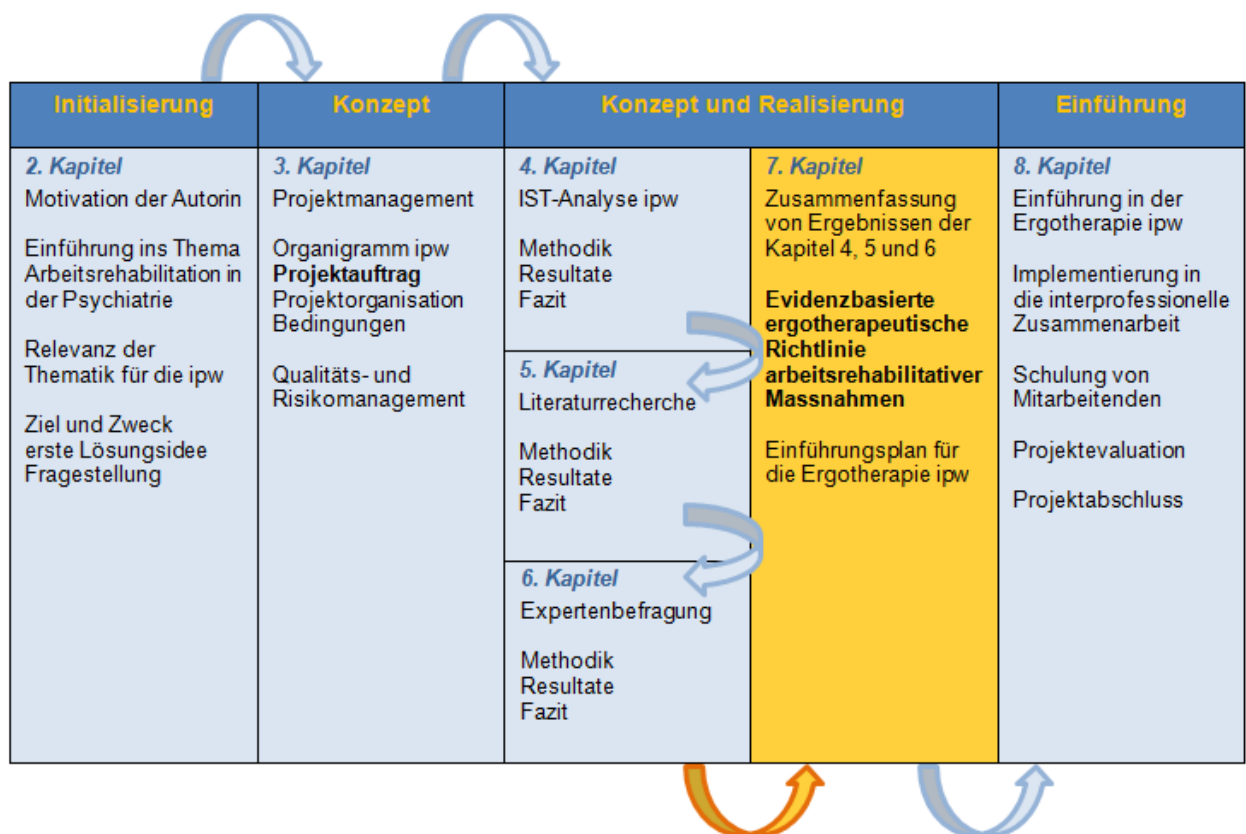 Initialisierung
Konzept
Konzept und Realisierung
Einführung
2. Kapitel
Motivation der Autorin
Einführung ins Thema
Arbeitsrehabilitation in
der Psychiatrie
Relevanz der
Thematik für die ipw
Ziel und Zweck
erste Lösungsidee
Fragestellung
3. Kapitel
Projektmanagement
Organigramm ipw
Projektauftrag
Projektorganisation
Bedingungen
Qualitäts- und
Risikomanagement
4. Kapitel
IST-Analyse ipw
Methodik
Resultate
Fazit
5. Kapitel
Literaturrecherche
Methodik
Resultate
Fazit
6. Kapitel
Expertenbefragung
Methodik
Resultate
Fazit
7. Kapitel
Zusammenfassung
von Ergebnissen der
Kapitel 4, 5 und 6
Evidenzbasierte
ergotherapeutische
Richtlinie
arbeitsrehabilitativer
Massnahmen
Einführungsplan für
die Ergotherapie ipw
8. Kapitel
Einführung in der
Ergotherapie ipw
Implementierung in
die interprofessionelle
Zusammenarbeit
Schulung von
Mitarbeitenden
Projektevaluation
Projektabschluss